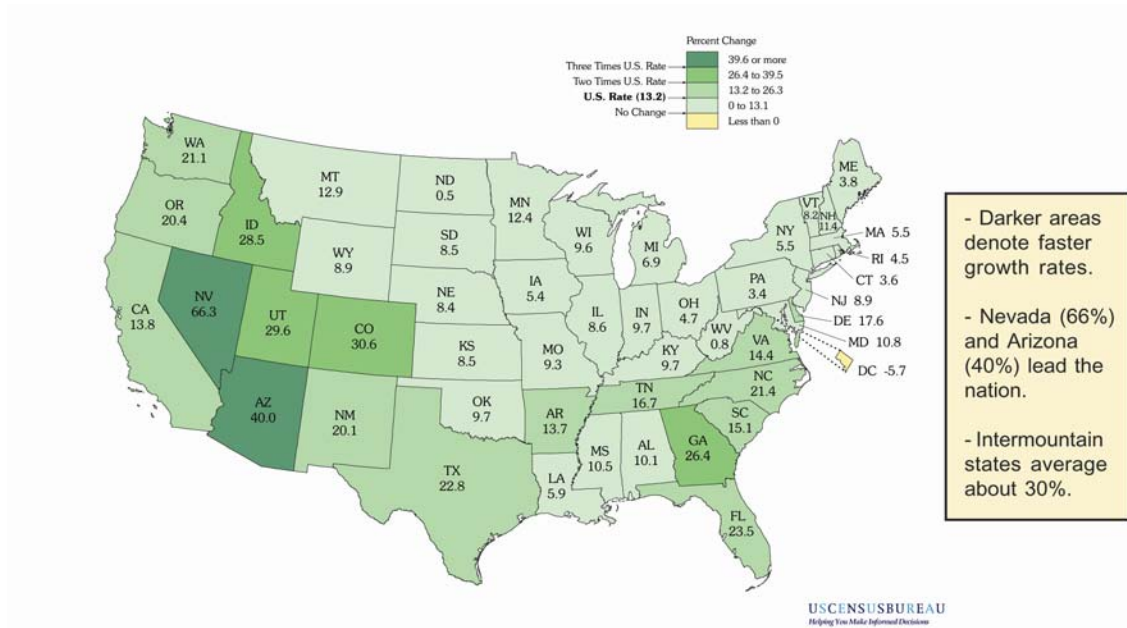 Percent Change
39.6 or more
Three Times U.S. Rate
26.4 to 39.5
Two Times U.S. Rate
13.2 to 26.3
U.S. Rate (13.2)
0 to 13.1
No Change
Less than 0
WA
21.1
OR
20.4
CA
13.8
NV
66.3
ID
28.5
MT
12.9
WY
8.9
UT
29.6
CO
30.6
AZ
40.0
NM
20.1
ND
0.5
SD
8.5
NE
8.4
KS
8.5
OK
9.7
TX
22.8
MN
12.4
IA
5.4
MO
9.3
AR
13.7
LA
5.9
WI
9.6
IL
8.6
MI
6.9
IN
9.7
OH
4.7
KY
9.7
TN
16.7
MS
10.5
AL
10.1
GA
26.4
FL
23.5
SC
15.1
NC
21.4
VA
14.4
WV
0.8
PA
3.4
NY
5.5
VT
8.2
NH
11.4
ME
3.8
MA 5.5
RI 4.5
CT 3.6
NJ 8.9
DE 17.6
MD 10.8
DC -5.7
- Darker areas
denote faster
growth rates.
- Nevada (66%)
and Arizona
(40%) lead the
nation.
- Intermountain
states average
about 30%.
USCENSUSBUREAU
Helping You Make Informed Decisions